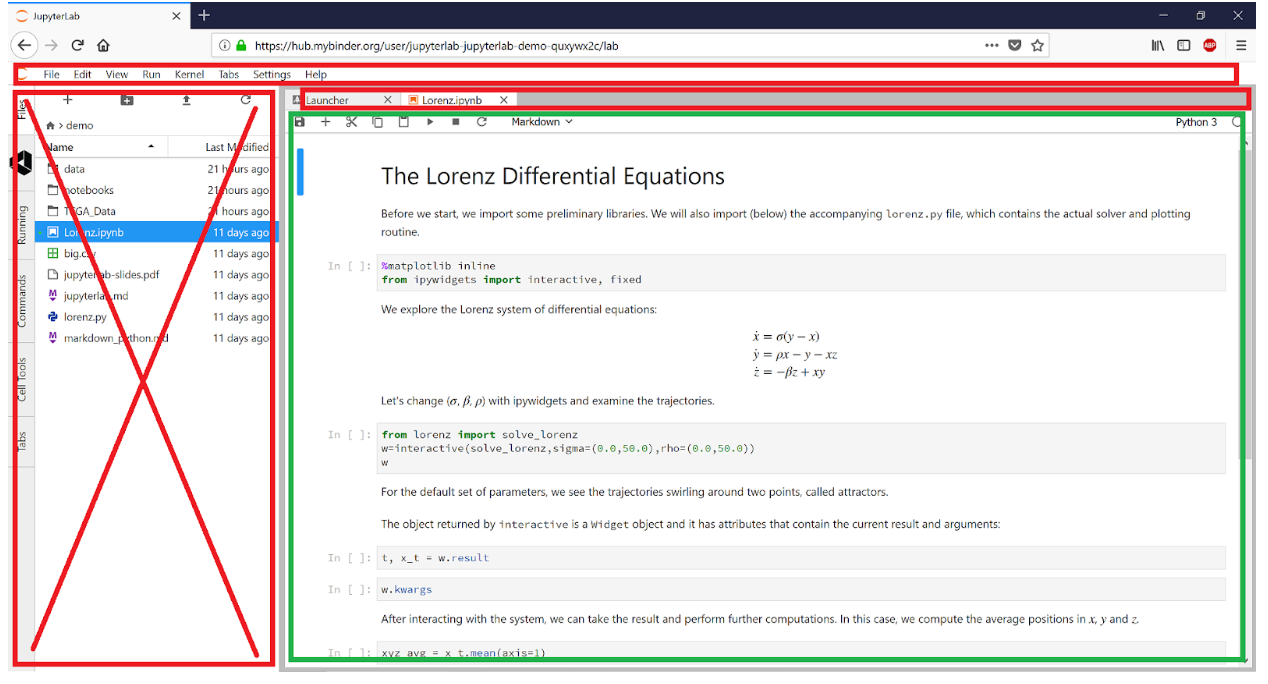 JupyterLab
https://hub.mybinder.org/user/jupyterlab-jupyterlab-demo-quxywx2c/lab
ABP
File Edit View Run Kernel Tabs Settings Help
Files
Running
Commands
Cell Tools
Tabs
demo
Name Last Modified
data 21 hours ago
notebooks 21 hours ago
TCGA_Data 21 hours ago
Lorenz.ipynb 11 days ago
big.csv 11 days ago
jupyterlab-slides.pdf 11 days ago
jupyterlab.md 11 days ago
lorenz.py 11 days ago
markdown_python.md 11 days ago
Launcher Lorenz.ipynb
Markdown Python 3
The Lorenz Differential Equations
Before we start, we import some preliminary libraries. We will also import (below) the accompanying lorenz.py file, which contains the actual solver and plotting
routine.
In [ ]: %matplotlib inline
from ipywidgets import interactive, fixed
We explore the Lorenz system of differential equations:
ẋ = σ(y − x)
ẏ = ρx − y − xz
ż = −βz + xy
Let's change (σ, β, ρ) with ipywidgets and examine the trajectories.
In [ ]: from lorenz import solve_lorenz
w=interactive(solve_lorenz,sigma=(0.0,50.0),rho=(0.0,50.0))
w
For the default set of parameters, we see the trajectories swirling around two points, called attractors.
The object returned by interactive is a Widget object and it has attributes that contain the current result and arguments:
In [ ]: t, x_t = w.result
In [ ]: w.kwargs
After interacting with the system, we can take the result and perform further computations. In this case, we compute the average positions in x, y and z.
In [ ]: xyz_avg = x_t.mean(axis=1)